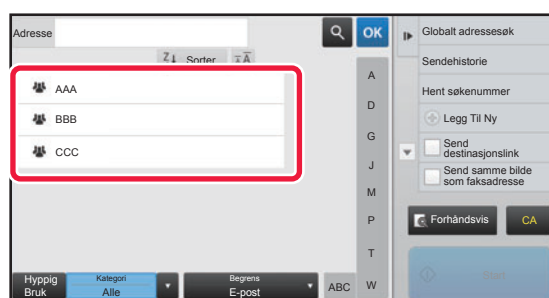 Adresse
OK
Sorter
AAA
BBB
CCC
A
D
G
J
M
P
T
W
Hyppig
Bruk
Kategori
Alle
Begrens
E-post
ABC
Globalt adressesøk
Sendehistorie
Hent søkenummer
Legg Til Ny
Send
destinasjonslink
Send samme bilde
som faksadresse
Forhåndsvis
CA
Start